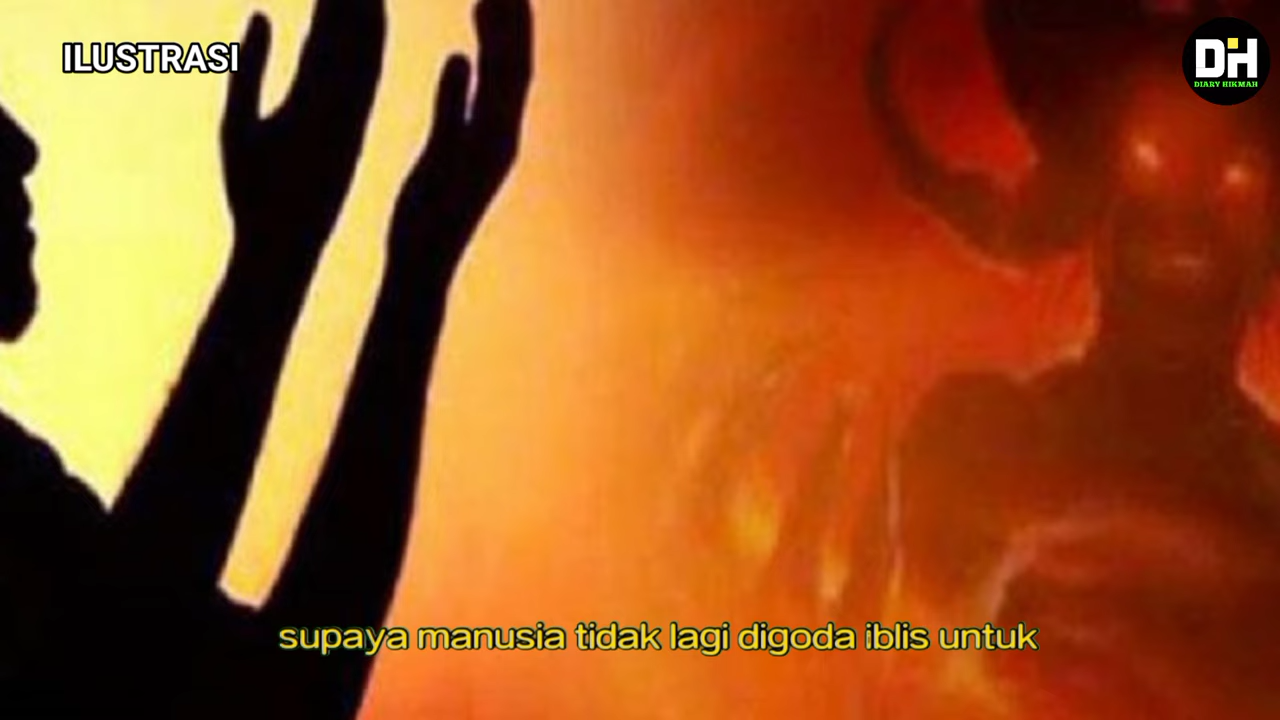 ILUSTRASI
DH
DIARY HIKMAH
supaya manusia tidak lagi digoda iblis untuk